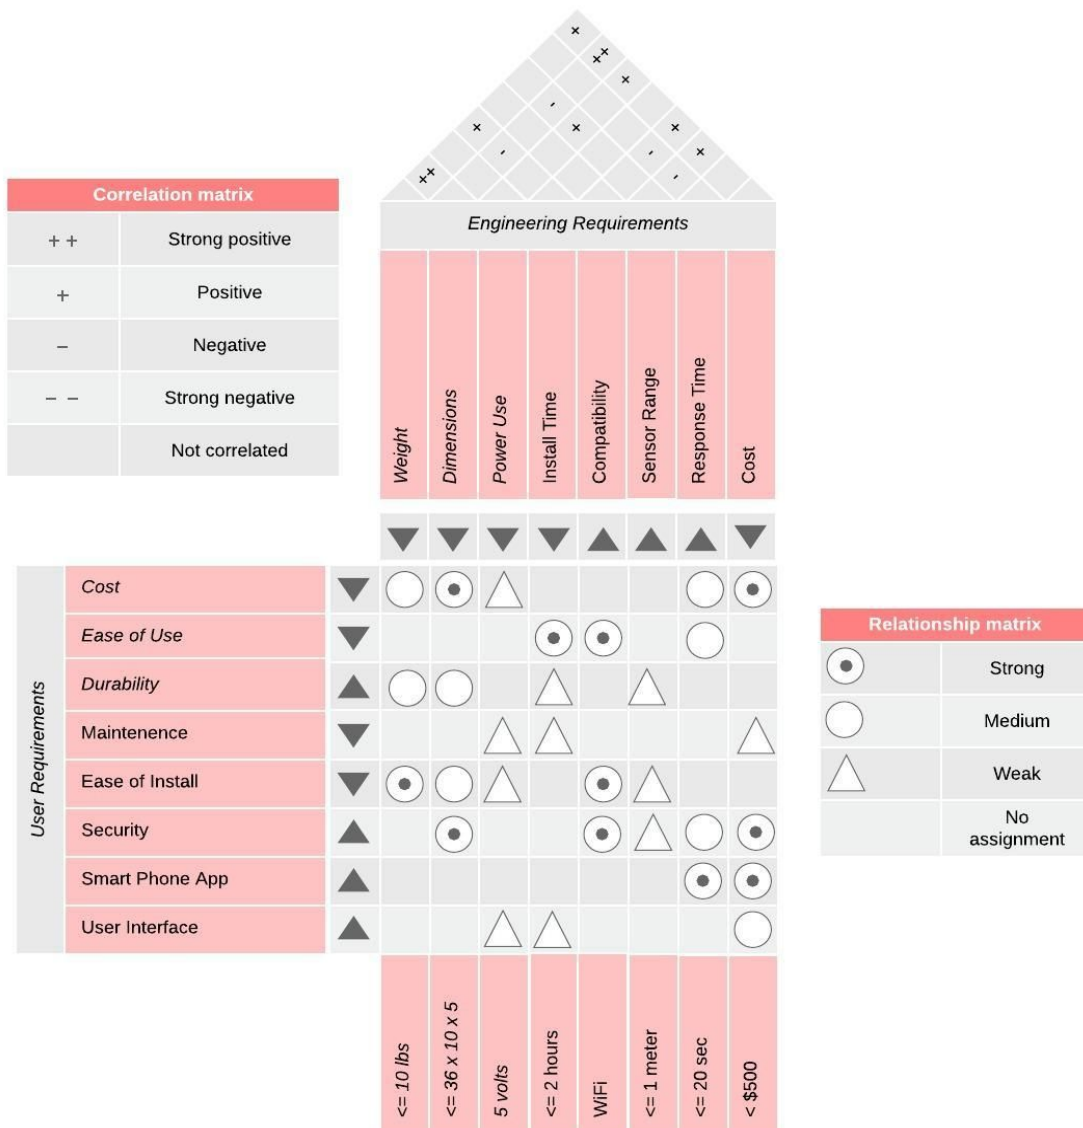 Correlation matrix
+ + Strong positive
+ Positive
− Negative
− − Strong negative
Not correlated
Engineering Requirements
Weight
Dimensions
Power Use
Install Time
Compatibility
Sensor Range
Response Time
Cost
User Requirements
Cost
Ease of Use
Durability
Maintenence
Ease of Install
Security
Smart Phone App
User Interface
Relationship matrix
Strong
Medium
Weak
No
assignment
<= 10 lbs
<= 36 x 10 x 5
5 volts
<= 2 hours
WiFi
<= 1 meter
<= 20 sec
< $500